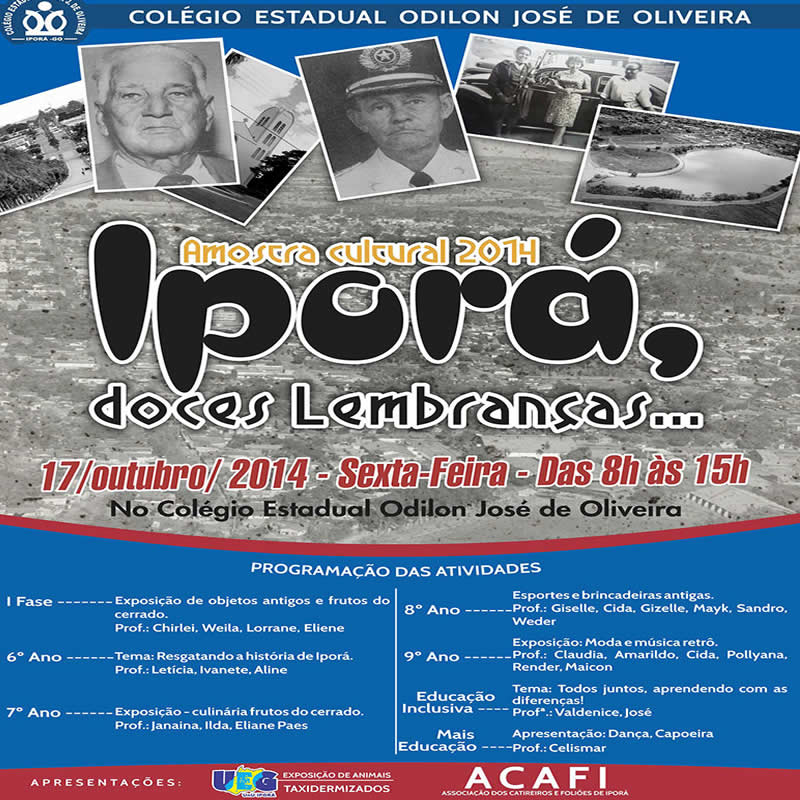 COLÉGIO ESTADUAL ODILON JOSÉ DE OLIVEIRA
IPORÁ-GO
Amostra cultural 2014
Iporá,
doces Lembranças...
17/outubro/ 2014 - Sexta-Feira - Das 8h às 15h
No Colégio Estadual Odilon José de Oliveira
PROGRAMAÇÃO DAS ATIVIDADES
I Fase ------- Exposição de objetos antigos e frutos do
cerrado.
Prof.: Chirlei, Weila, Lorrane, Eliene
6º Ano ------ Tema: Resgatando a história de Iporá.
Prof.: Letícia, Ivanete, Aline
7º Ano ------ Exposição - culinária frutos do cerrado.
Prof.: Janaina, Ilda, Eliane Paes
Esportes e brincadeiras antigas.
8º Ano ------ Prof.: Giselle, Cida, Gizelle, Mayk, Sandro,
Weder
Exposição: Moda e música retrô.
9º Ano ------ Prof.: Claudia, Amarildo, Cida, Pollyana,
Render, Maicon
Educação
Inclusiva ---- Tema: Todos juntos, aprendendo com as
diferenças!
Profª.: Valdenice, José
Mais
Educação ---- Apresentação: Dança, Capoeira
Prof.: Celismar
APRESENTAÇÕES:
UEG
UnU IPORÁ
EXPOSIÇÃO DE ANIMAIS
TAXIDERMIZADOS
ACAFI
ASSOCIAÇÃO DOS CATIREIROS E FOLIÕES DE IPORÁ